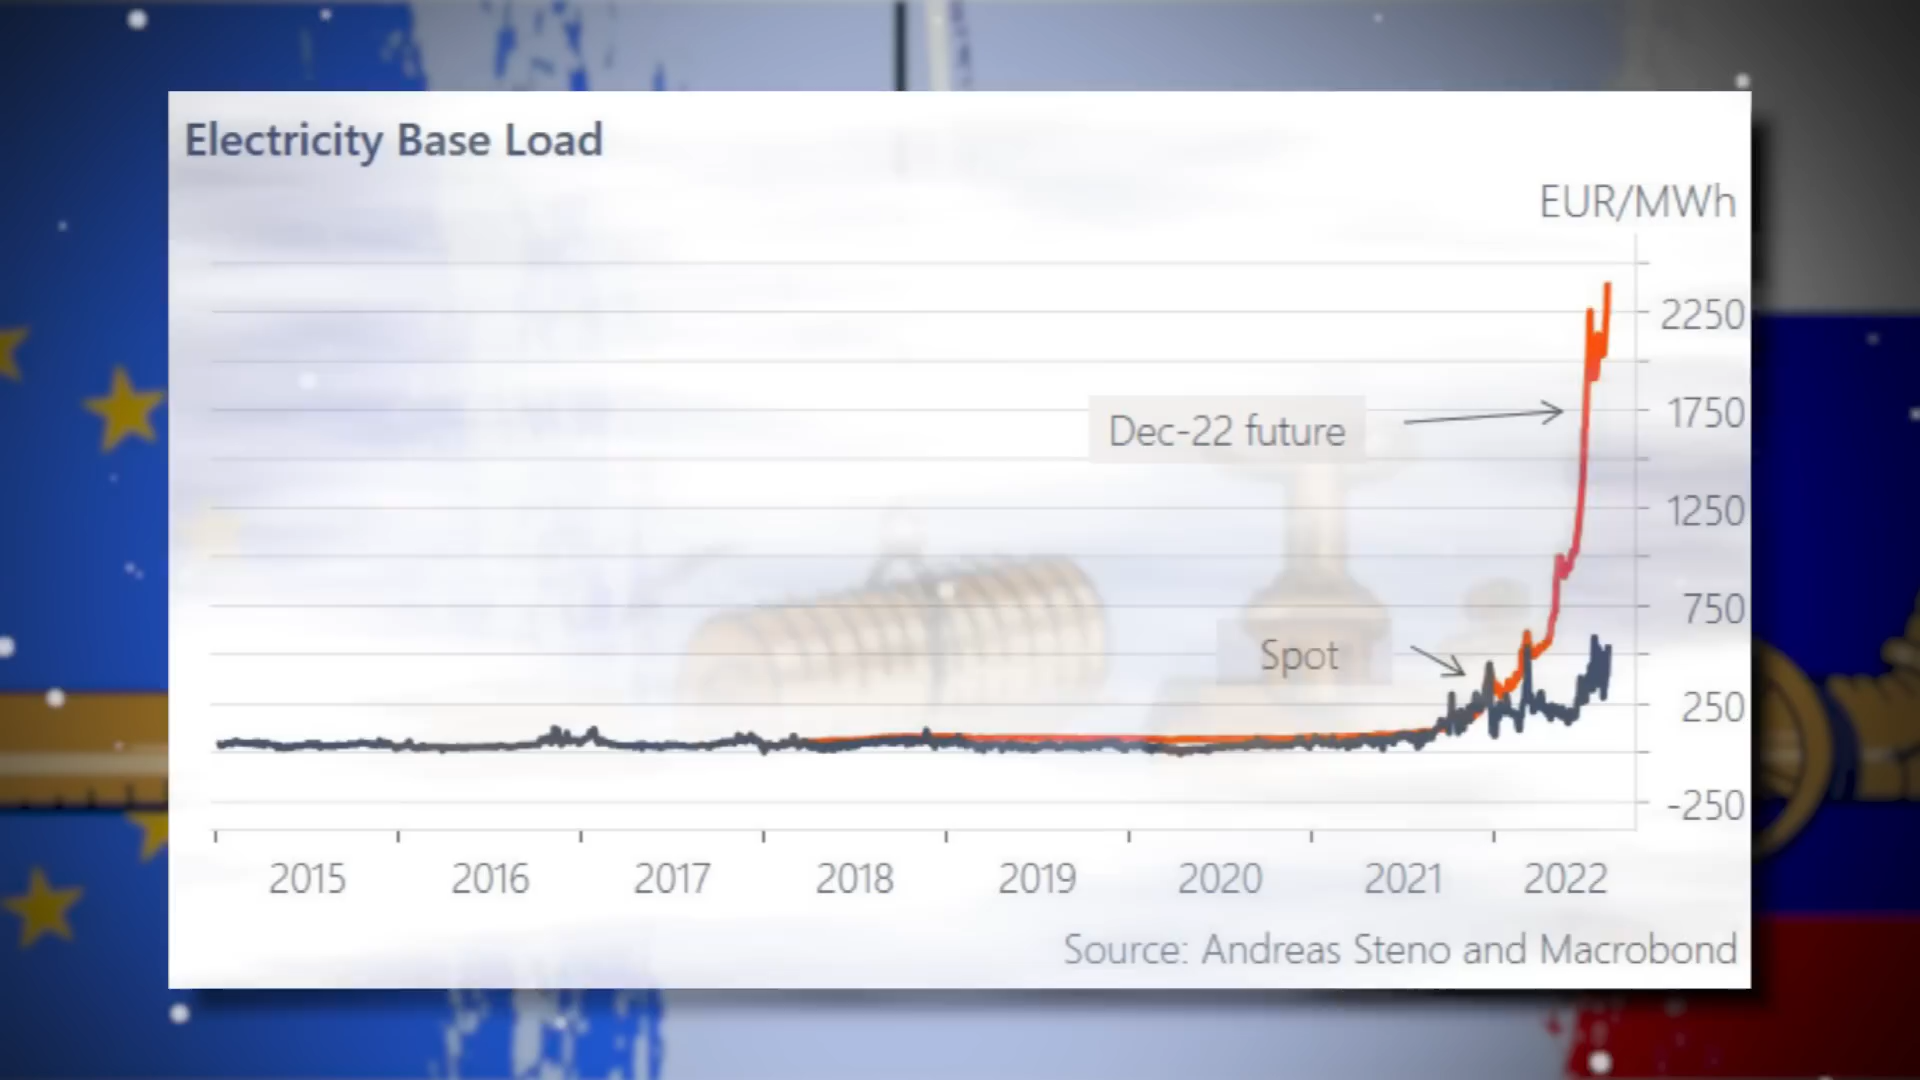 Electricity Base Load
EUR/MWh
2250
Dec-22 future
1750
1250
750
Spot
250
-250
2015 2016 2017 2018 2019 2020 2021 2022
Source: Andreas Steno and Macrobond